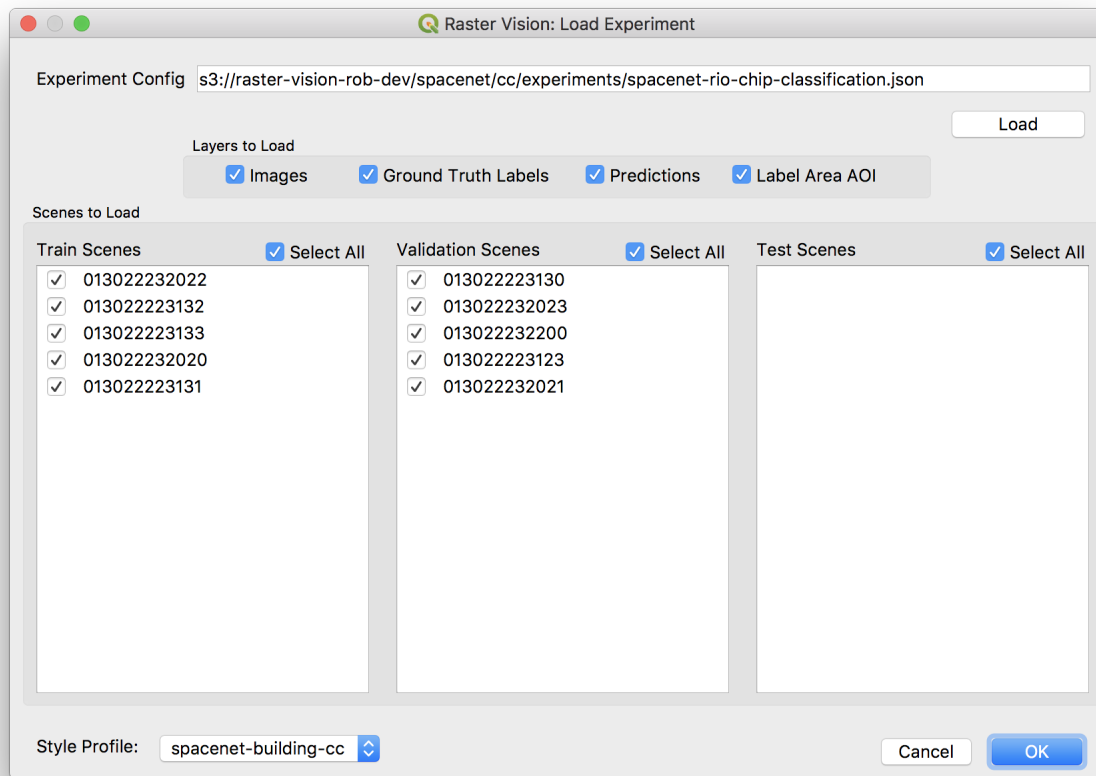 Raster Vision: Load Experiment
Experiment Config s3://raster-vision-rob-dev/spacenet/cc/experiments/spacenet-rio-chip-classification.json
Load
Layers to Load
Images Ground Truth Labels Predictions Label Area AOI
Scenes to Load
Train Scenes Select All Validation Scenes Select All Test Scenes Select All
013022232022 013022223130
013022223132 013022232023
013022223133 013022232200
013022232020 013022223123
013022223131 013022232021
Style Profile: spacenet-building-cc Cancel OK